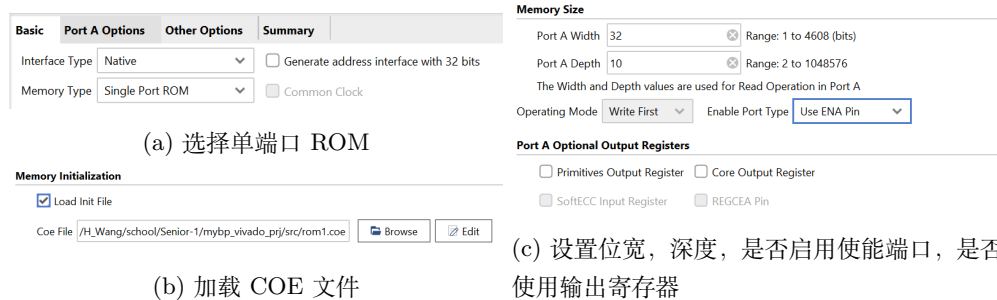 Basic Port A Options Other Options Summary
Interface Type Native Generate address interface with 32 bits
Memory Type Single Port ROM Common Clock
(a) 选择单端口 ROM
Memory Initialization
Load Init File
Coe File /H_Wang/school/Senior-1/mybp_vivado_prj/src/rom1.coe Browse Edit
(b) 加载 COE 文件
Memory Size
Port A Width 32 Range: 1 to 4608 (bits)
Port A Depth 10 Range: 2 to 1048576
The Width and Depth values are used for Read Operation in Port A
Operating Mode Write First Enable Port Type Use ENA Pin
Port A Optional Output Registers
Primitives Output Register Core Output Register
SoftECC Input Register REGCEA Pin
(c) 设置位宽，深度，是否启用使能端口，是否
使用输出寄存器